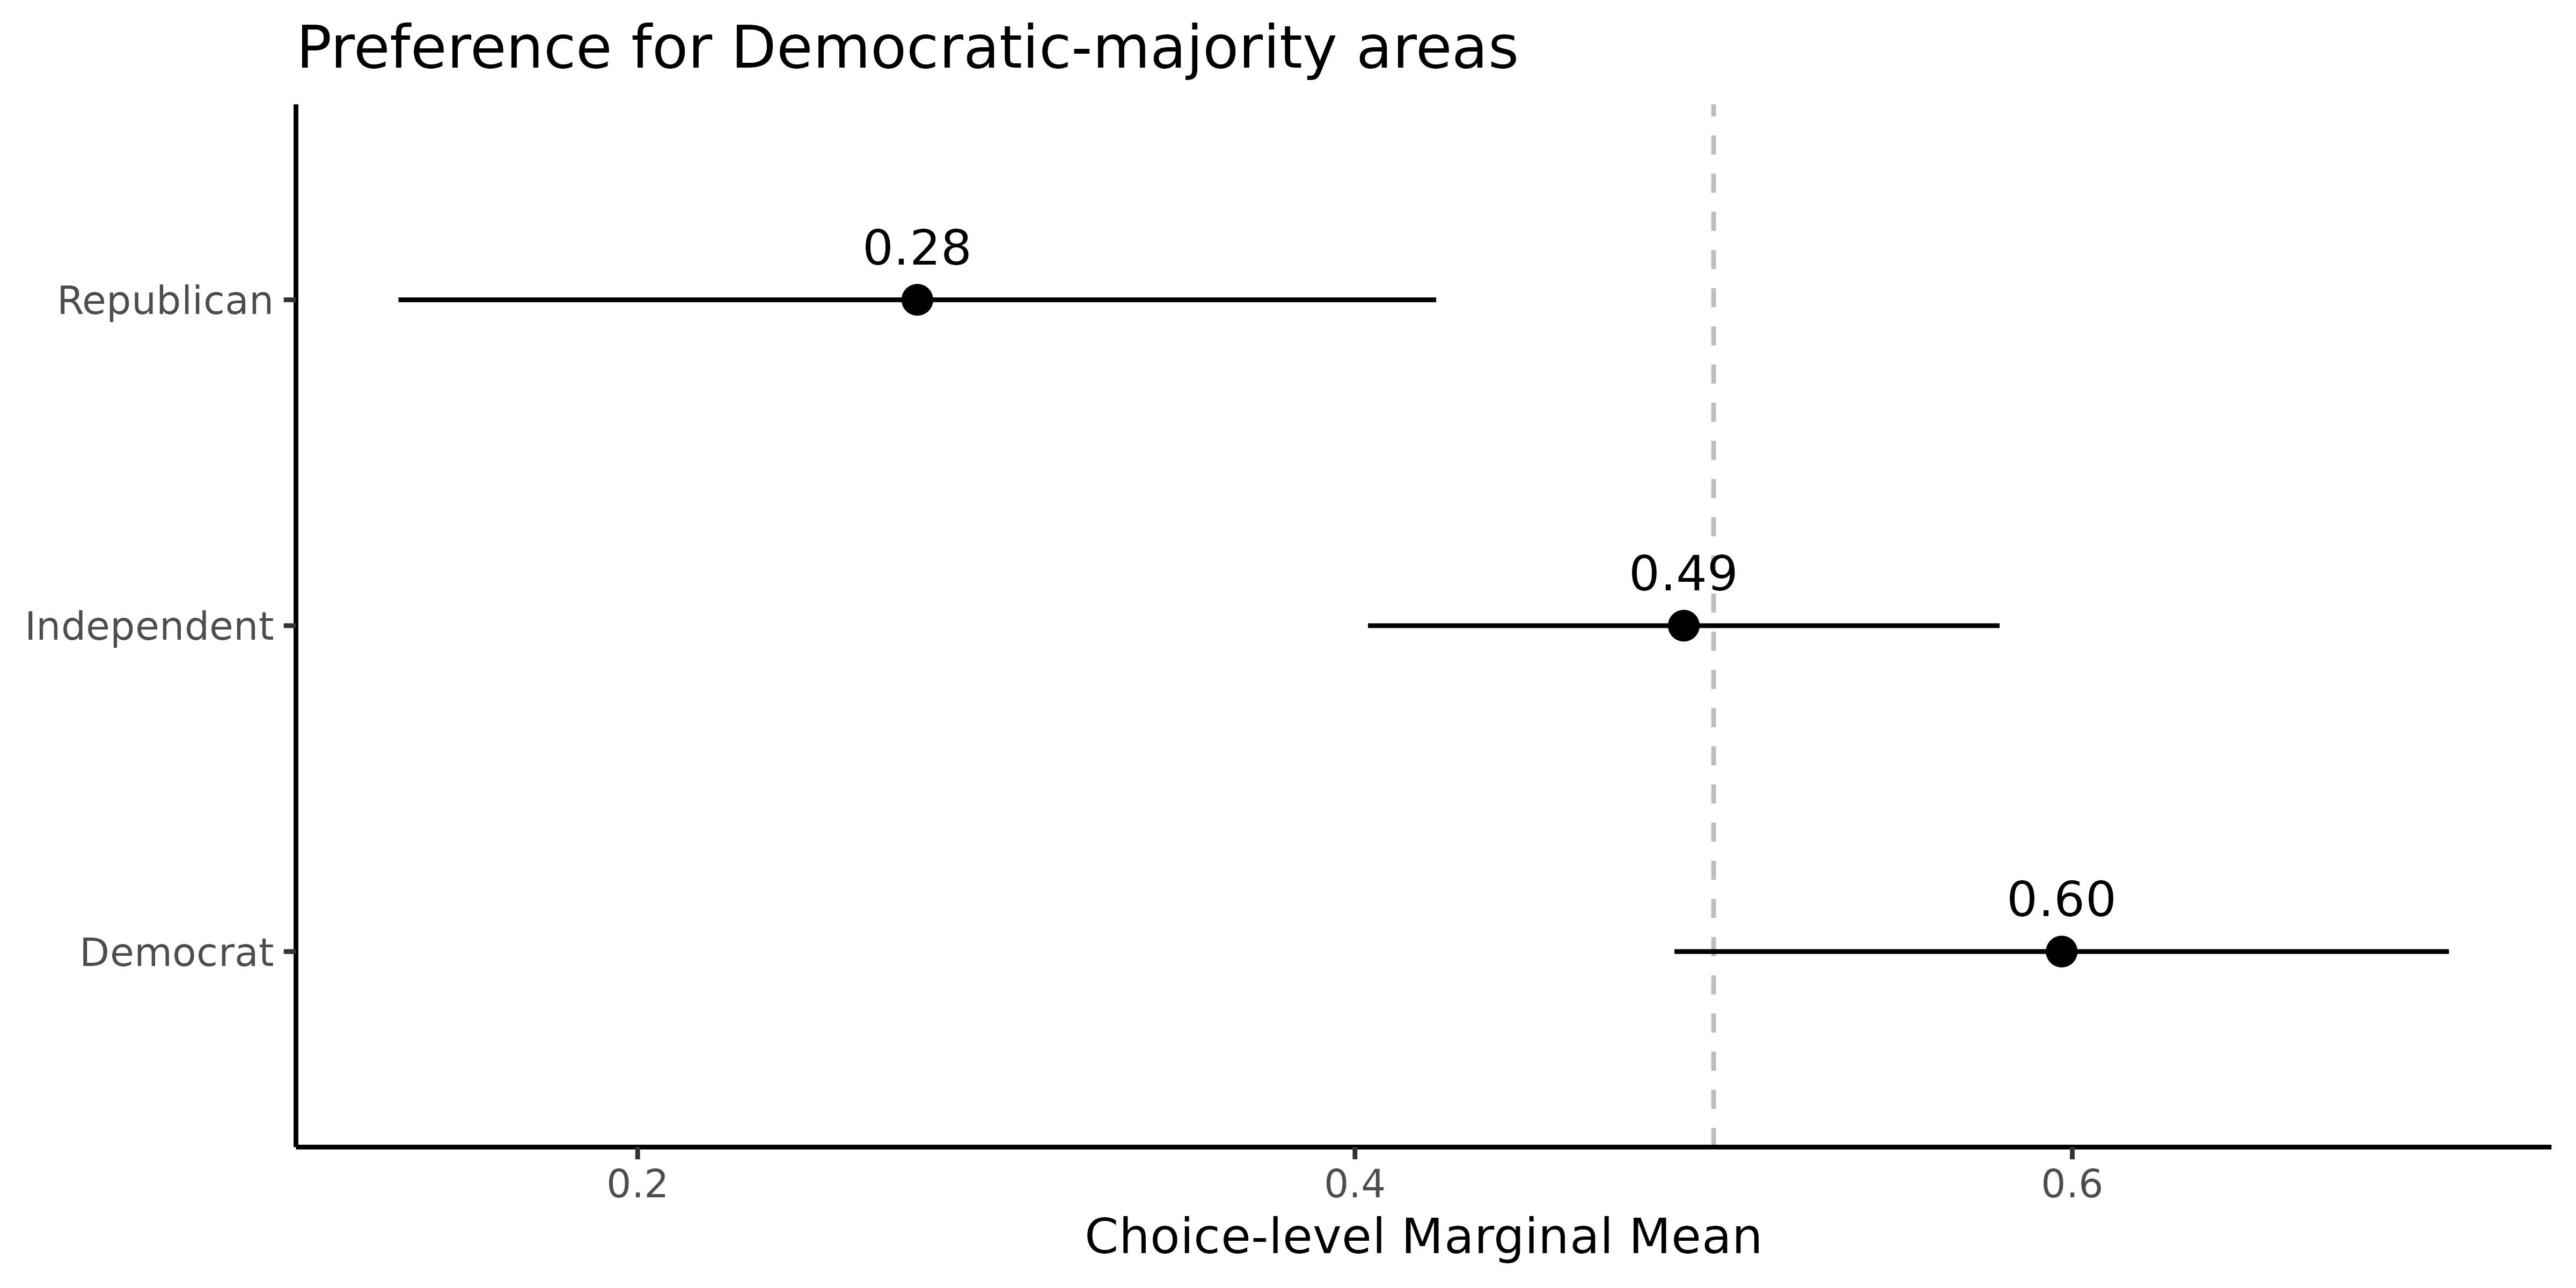 Preference for Democratic-majority areas
0.28
Republican
0.49
Independent
0.60
Democrat
0.2
0.4
0.6
Choice-level Marginal Mean